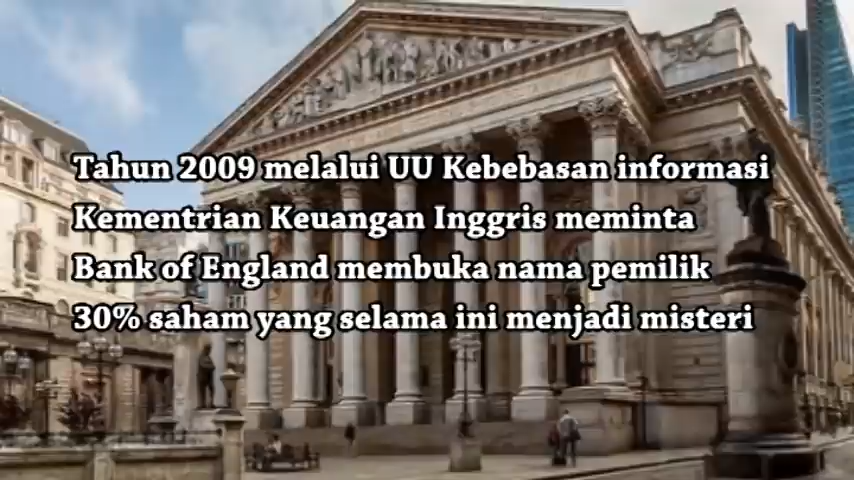 Tahun 2009 melalui UU Kebebasan informasi
Kementrian Keuangan Inggris meminta
Bank of England membuka nama pemilik
30% saham yang selama ini menjadi misteri